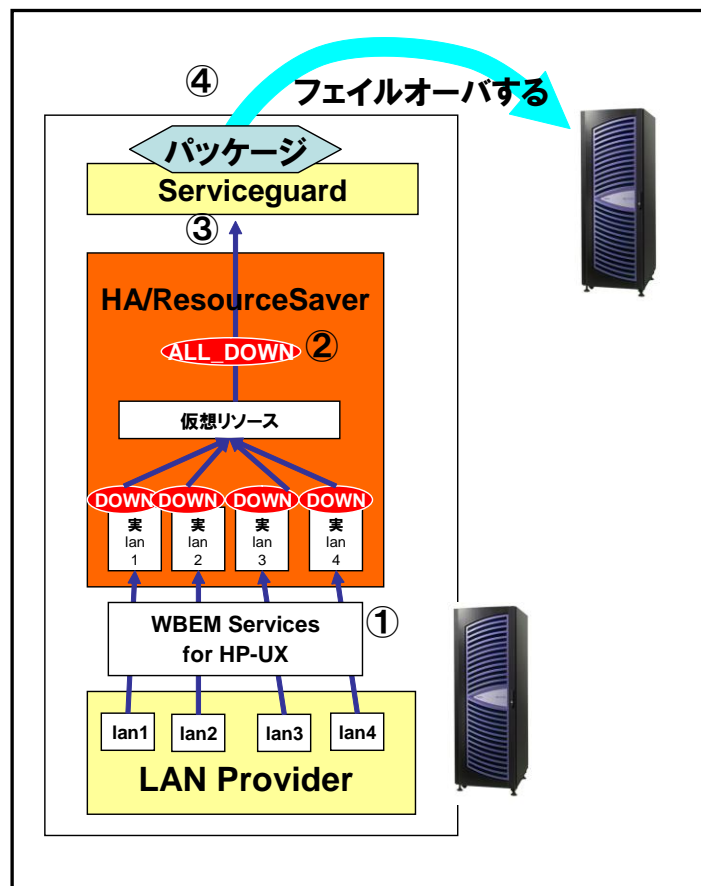 ④
フェイルオーバする
パッケージ
Serviceguard
③
HA/ResourceSaver
ALL_DOWN ②
仮想リソース
DOWN DOWN DOWN DOWN
実 実 実 実
lan lan lan lan
1 2 3 4
①
WBEM Services
for HP-UX
lan1 lan2 lan3 lan4
LAN Provider